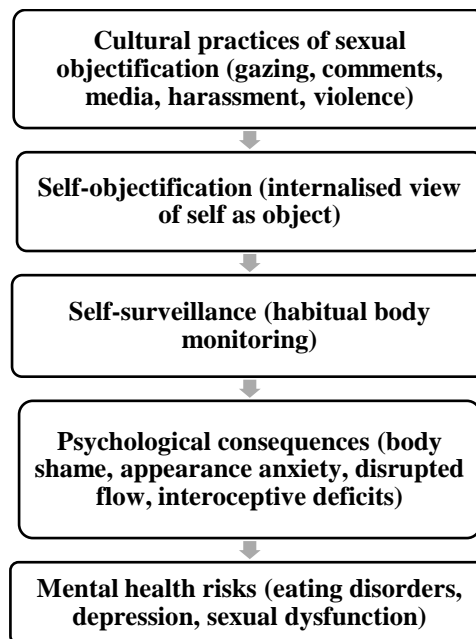 Cultural practices of sexual
objectification (gazing, comments,
media, harassment, violence)
Self-objectification (internalised view
of self as object)
Self-surveillance (habitual body
monitoring)
Psychological consequences (body
shame, appearance anxiety, disrupted
flow, interoceptive deficits)
Mental health risks (eating disorders,
depression, sexual dysfunction)